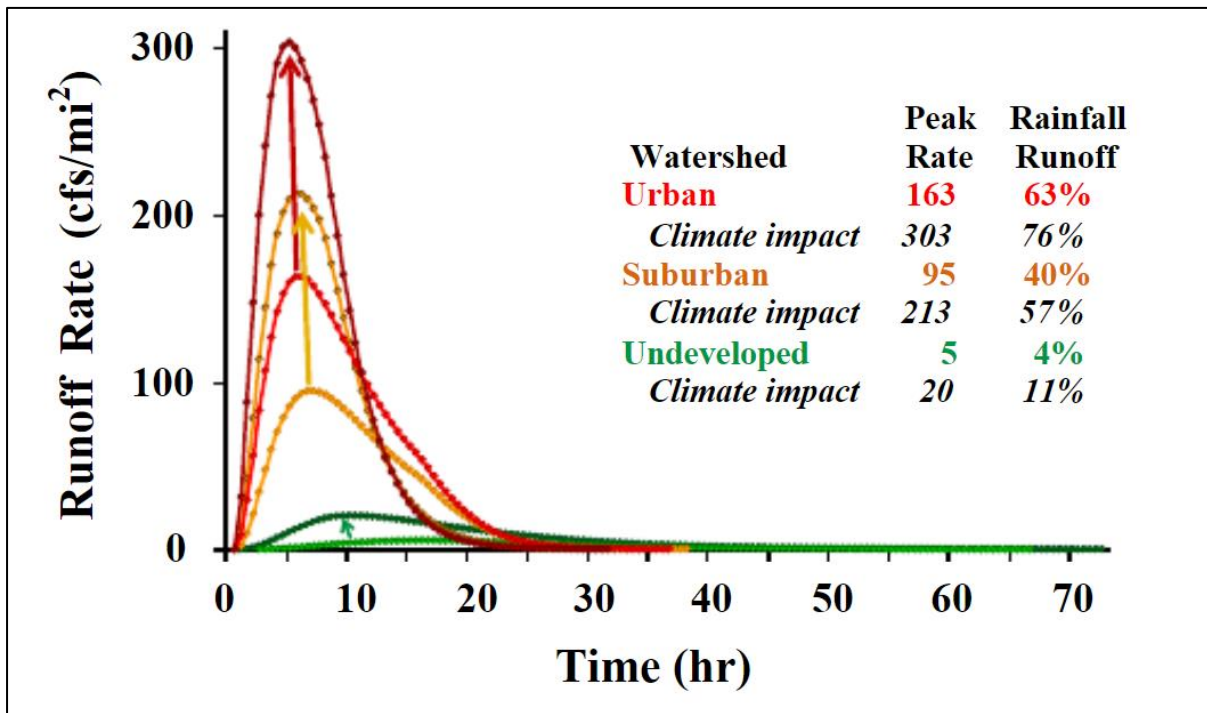 Runoff Rate (cfs/mi²)
300
200
100
0
Peak Rainfall
Watershed Rate Runoff
Urban 163 63%
Climate impact 303 76%
Suburban 95 40%
Climate impact 213 57%
Undeveloped 5 4%
Climate impact 20 11%
0 10 20 30 40 50 60 70
Time (hr)